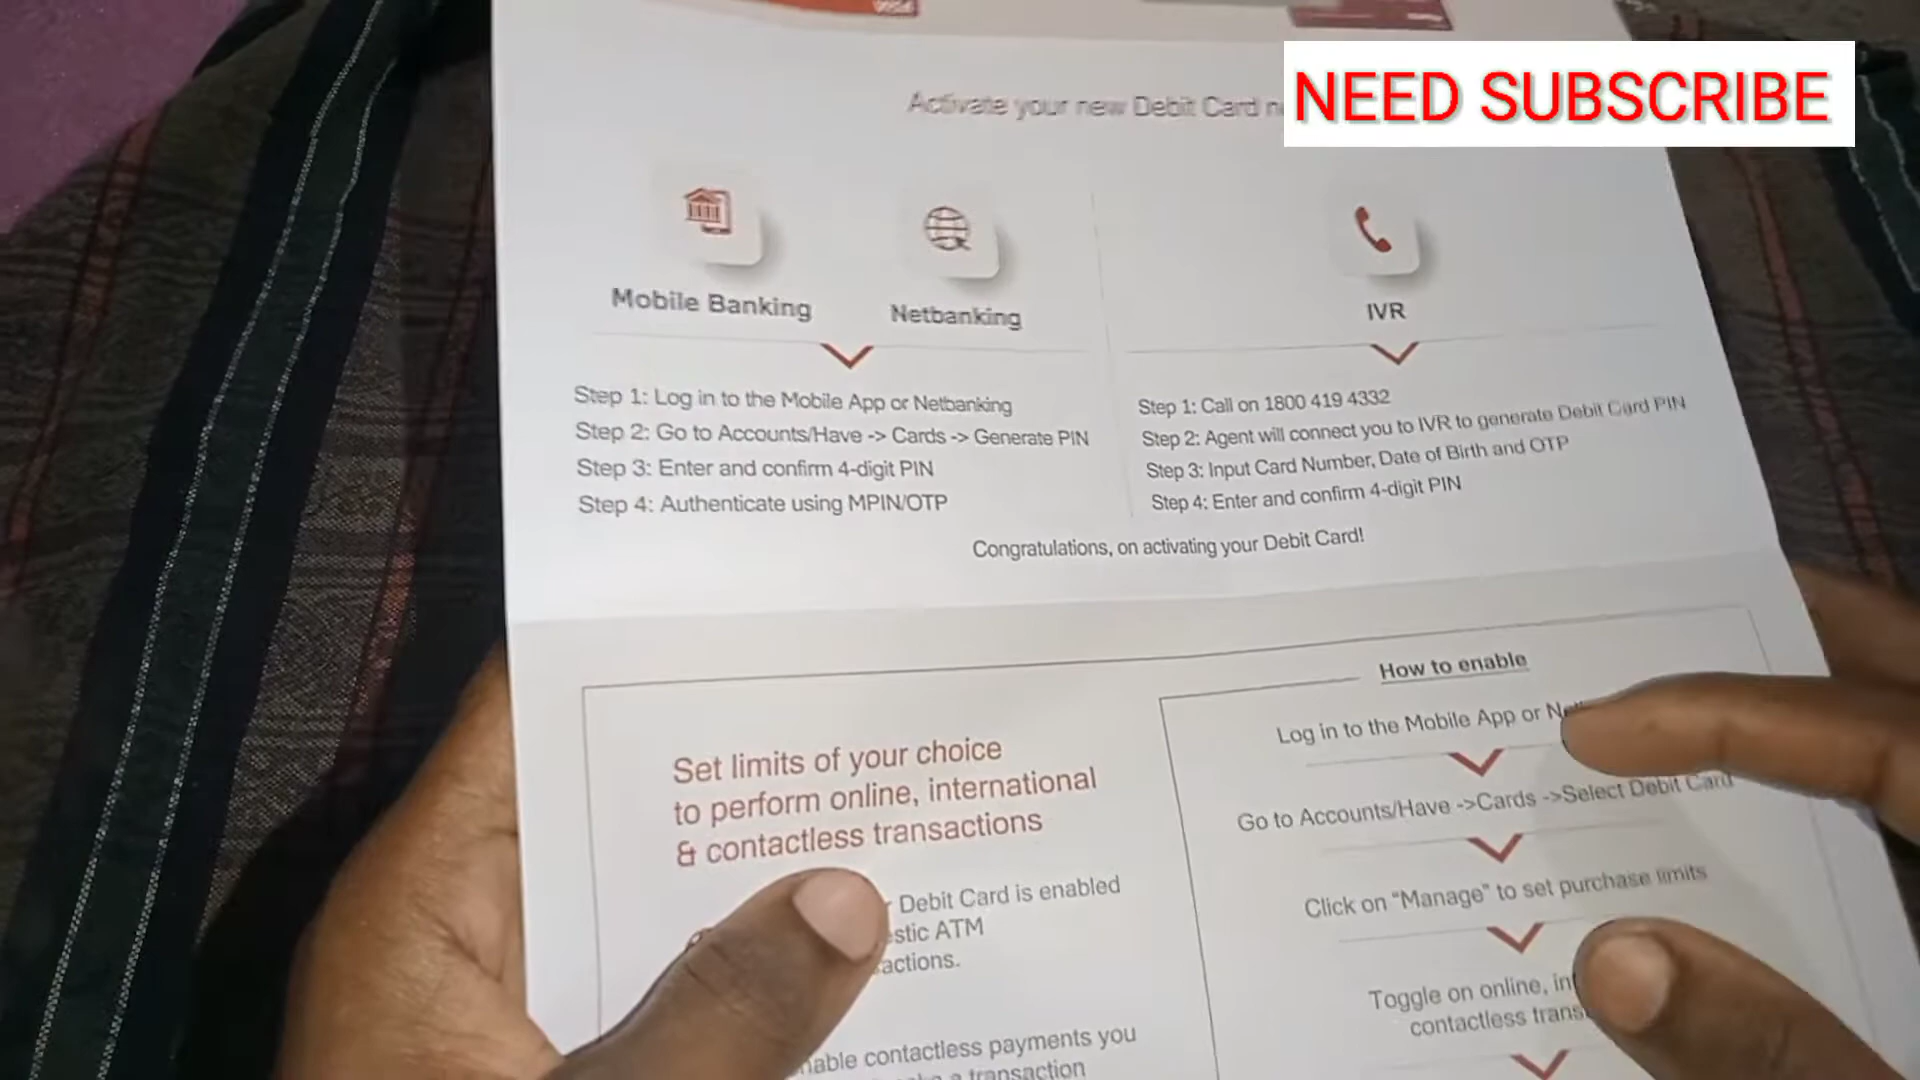 NEED SUBSCRIBE
Activate your new Debit Card
Mobile Banking
Netbanking
Step 1: Log in to the Mobile App or Netbanking
Step 2: Go to Accounts/Have -> Cards -> Generate PIN
Step 3: Enter and confirm 4-digit PIN
Step 4: Authenticate using MPIN/OTP
IVR
Step 1: Call on 1800 419 4332
Step 2: Agent will connect you to IVR to generate Debit Card PIN
Step 3: Input Card Number, Date of Birth and OTP
Step 4: Enter and confirm 4-digit PIN
Congratulations, on activating your Debit Card!
Set limits of your choice
to perform online, international
& contactless transactions
Debit Card is enabled
ATM
contactless payments you
a transaction
How to enable
Log in to the Mobile App or
Go to Accounts/Have ->Cards ->Select Debit Card
Click on “Manage” to set purchase limits
Toggle on online,
contactless